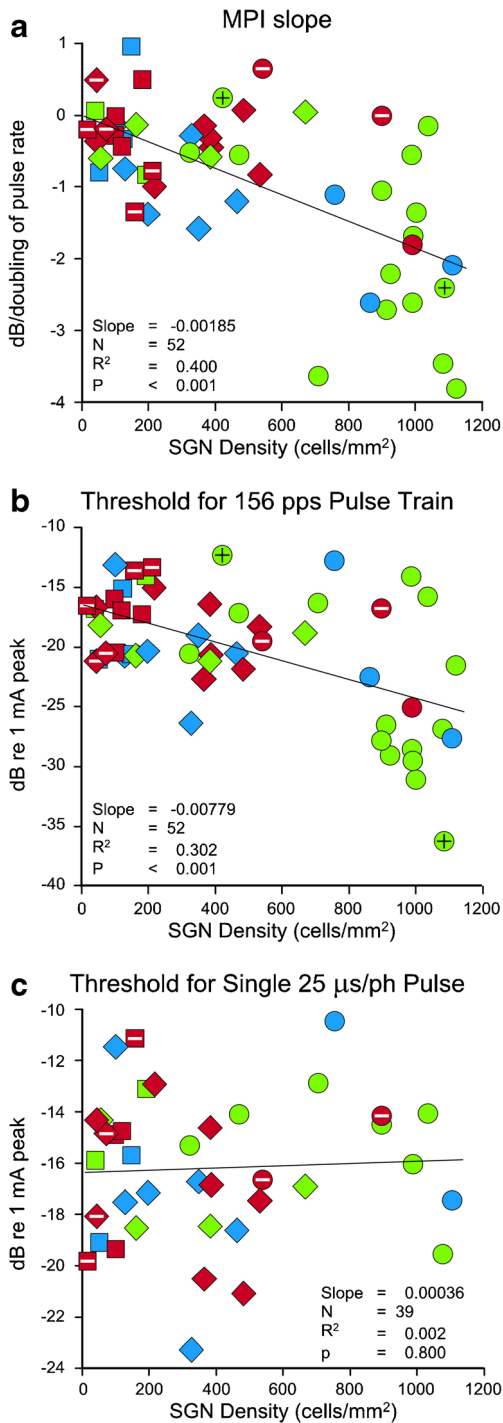 a
MPI slope
1
0
-1
-2
-3
-4
dB/doubling of pulse rate
Slope = -0.00185
N = 52
R² = 0.400
P < 0.001
0 200 400 600 800 1000 1200
SGN Density (cells/mm²)
b
Threshold for 156 pps Pulse Train
-10
-15
-20
-25
-30
-35
-40
dB re 1 mA peak
Slope = -0.00779
N = 52
R² = 0.302
P < 0.001
0 200 400 600 800 1000 1200
SGN Density (cells/mm²)
c
Threshold for Single 25 µs/ph Pulse
-10
-12
-14
-16
-18
-20
-22
-24
dB re 1 mA peak
Slope = 0.00036
N = 39
R² = 0.002
p = 0.800
0 200 400 600 800 1000 1200
SGN Density (cells/mm²)